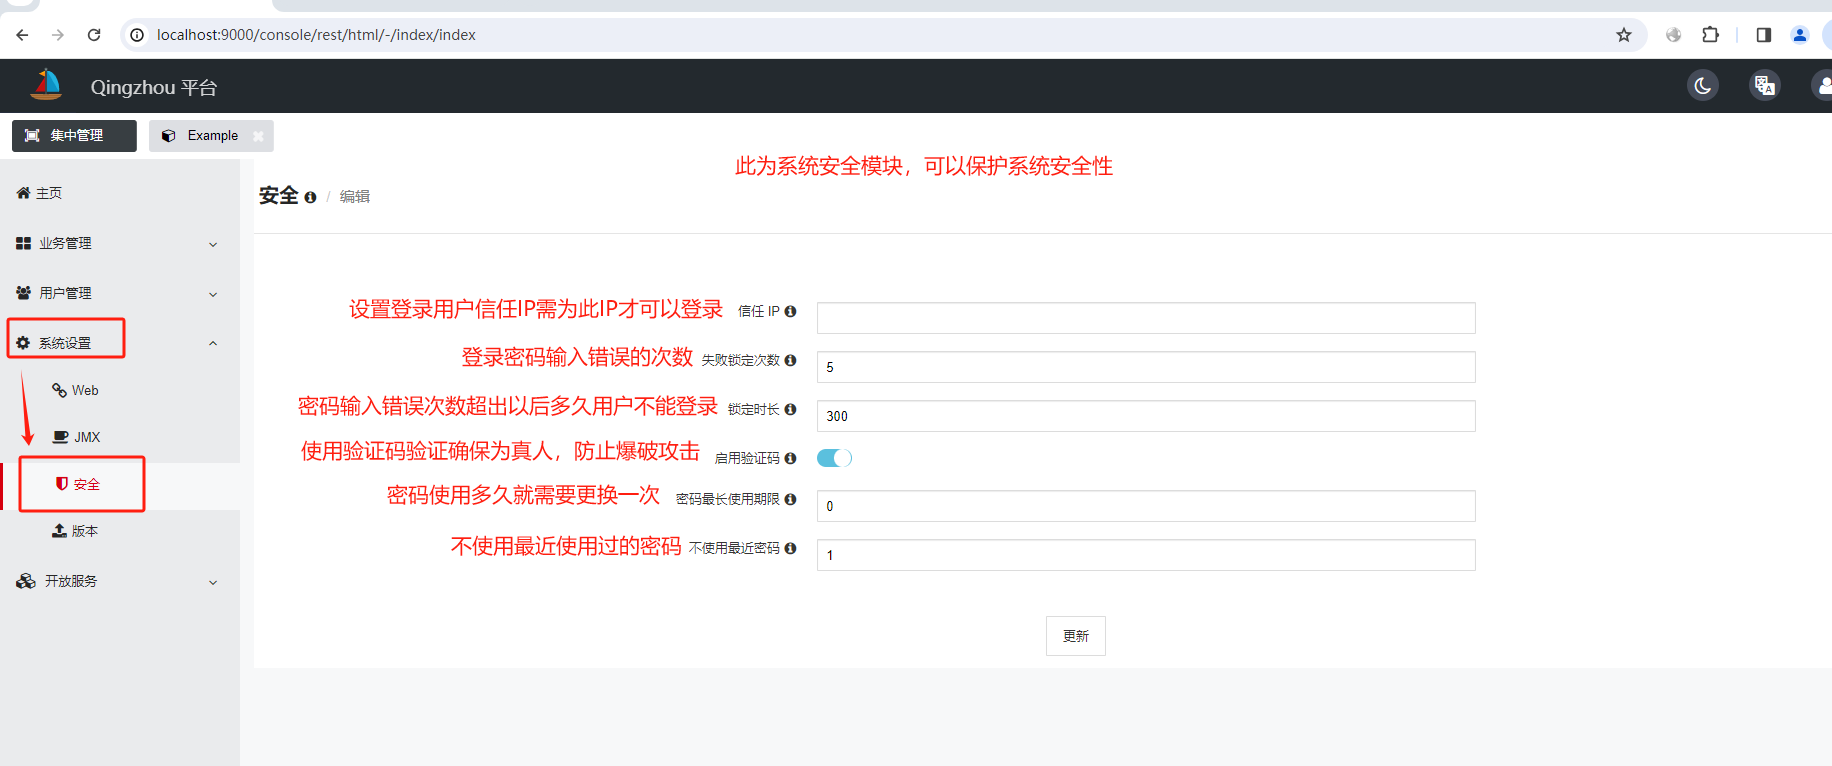 localhost:9000/console/rest/html/-/index/index
Qingzhou 平台
集中管理
Example
此为系统安全模块，可以保护系统安全性
主页
安全 / 编辑
业务管理
用户管理
设置登录用户信任IP需为此IP才可以登录 信任 IP
系统设置
登录密码输入错误的次数 失败锁定次数 5
Web
密码输入错误次数超出以后多久用户不能登录 锁定时长 300
JMX
使用验证码验证确保为真人，防止爆破攻击 启用验证码
安全
密码使用多久就需要更换一次 密码最长使用期限 0
版本
不使用最近使用过的密码 不使用最近密码 1
开放服务
更新